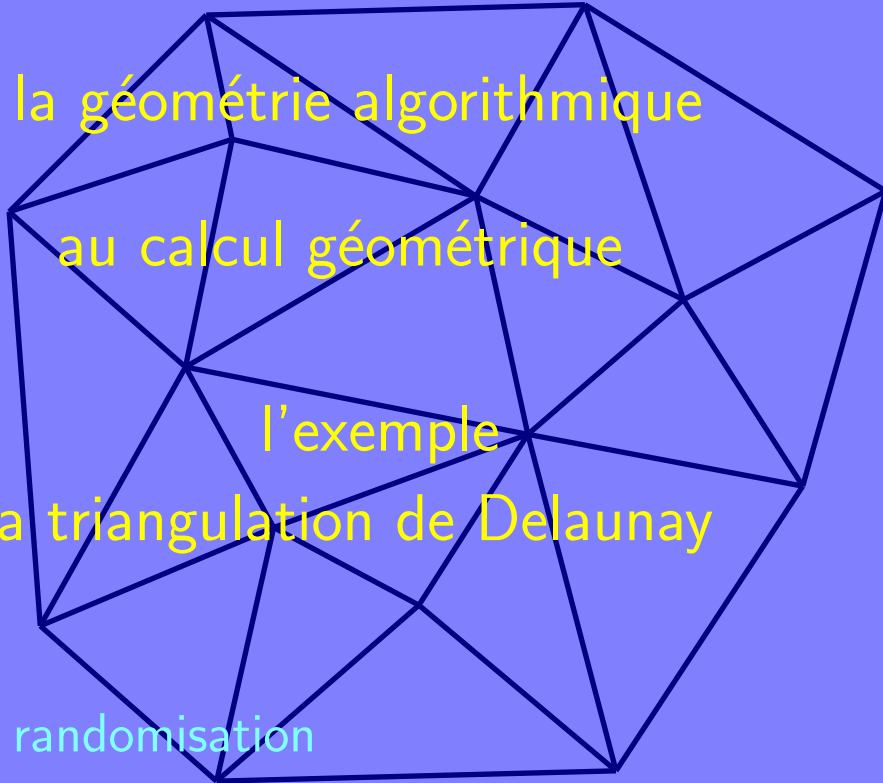 la géométrie algorithmique
au calcul géométrique
l'exemple
a triangulation de Delaunay
randomisation